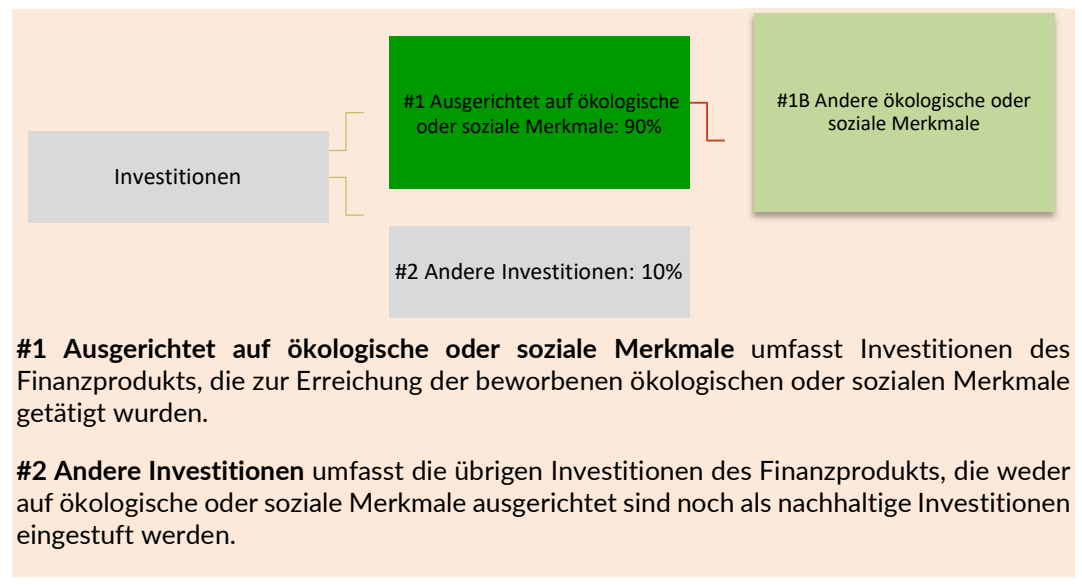 #1 Ausgerichtet auf ökologische
oder soziale Merkmale: 90%
#1B Andere ökologische oder
soziale Merkmale
Investitionen
#2 Andere Investitionen: 10%
#1 Ausgerichtet auf ökologische oder soziale Merkmale umfasst Investitionen des
Finanzprodukts, die zur Erreichung der beworbenen ökologischen oder sozialen Merkmale
getätigt wurden.
#2 Andere Investitionen umfasst die übrigen Investitionen des Finanzprodukts, die weder
auf ökologische oder soziale Merkmale ausgerichtet sind noch als nachhaltige Investitionen
eingestuft werden.